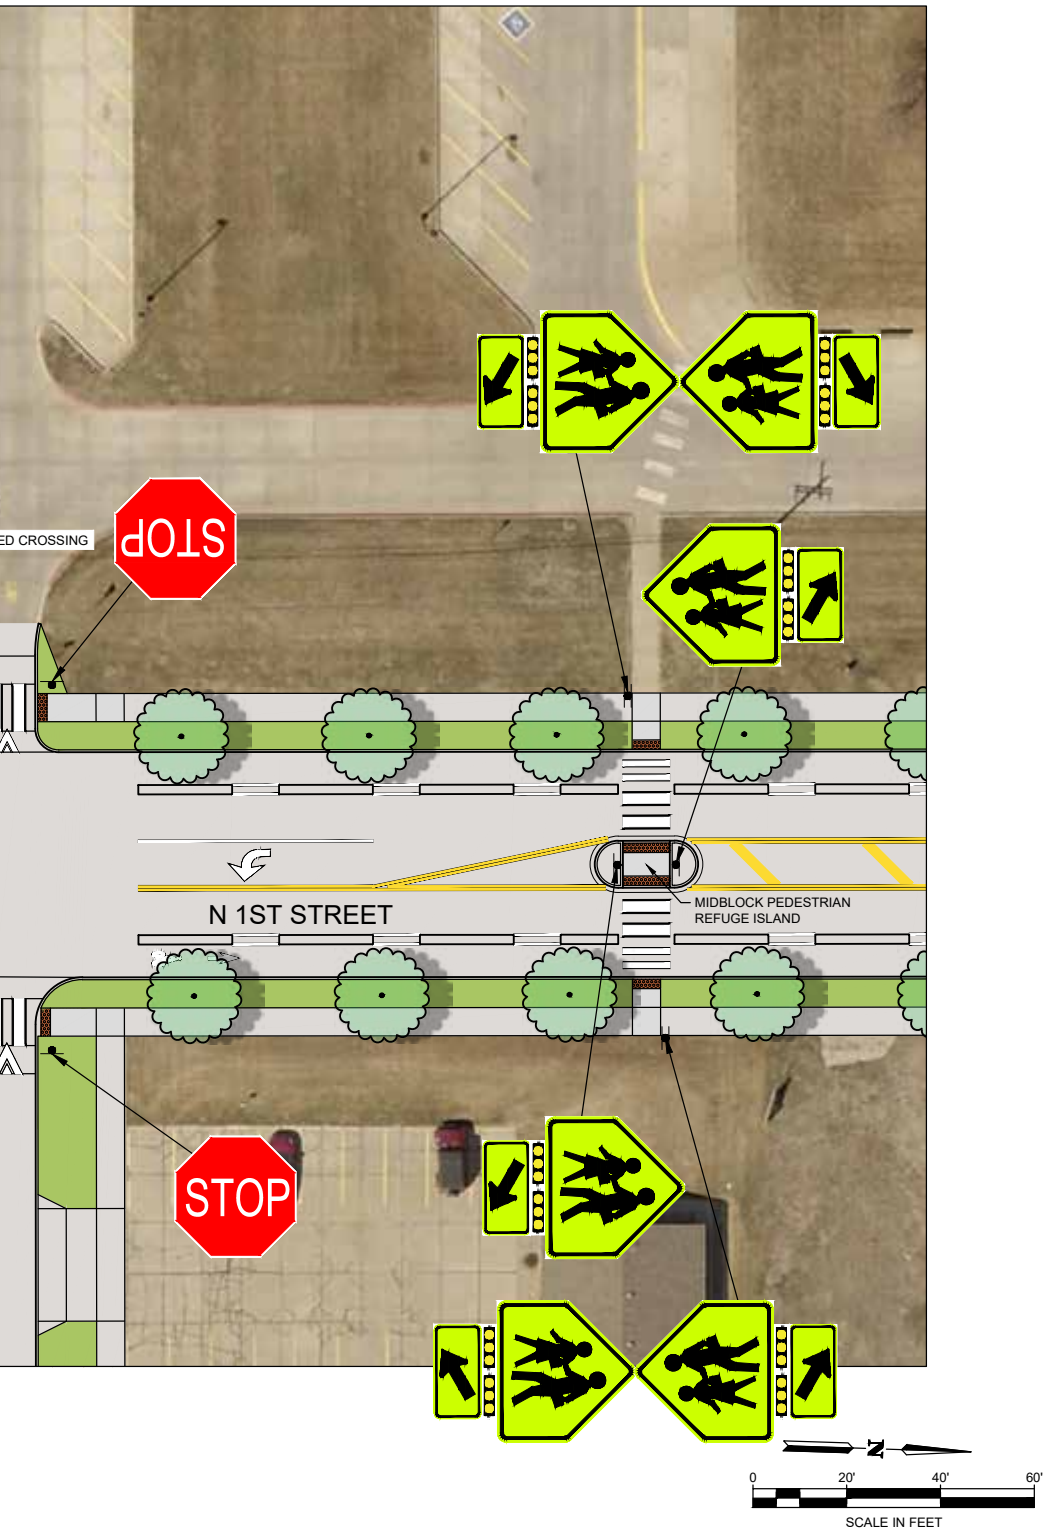 ED CROSSING
STOP
N 1ST STREET
MIDBLOCK PEDESTRIAN
REFUGE ISLAND
STOP
N
0 20' 40' 60'
SCALE IN FEET